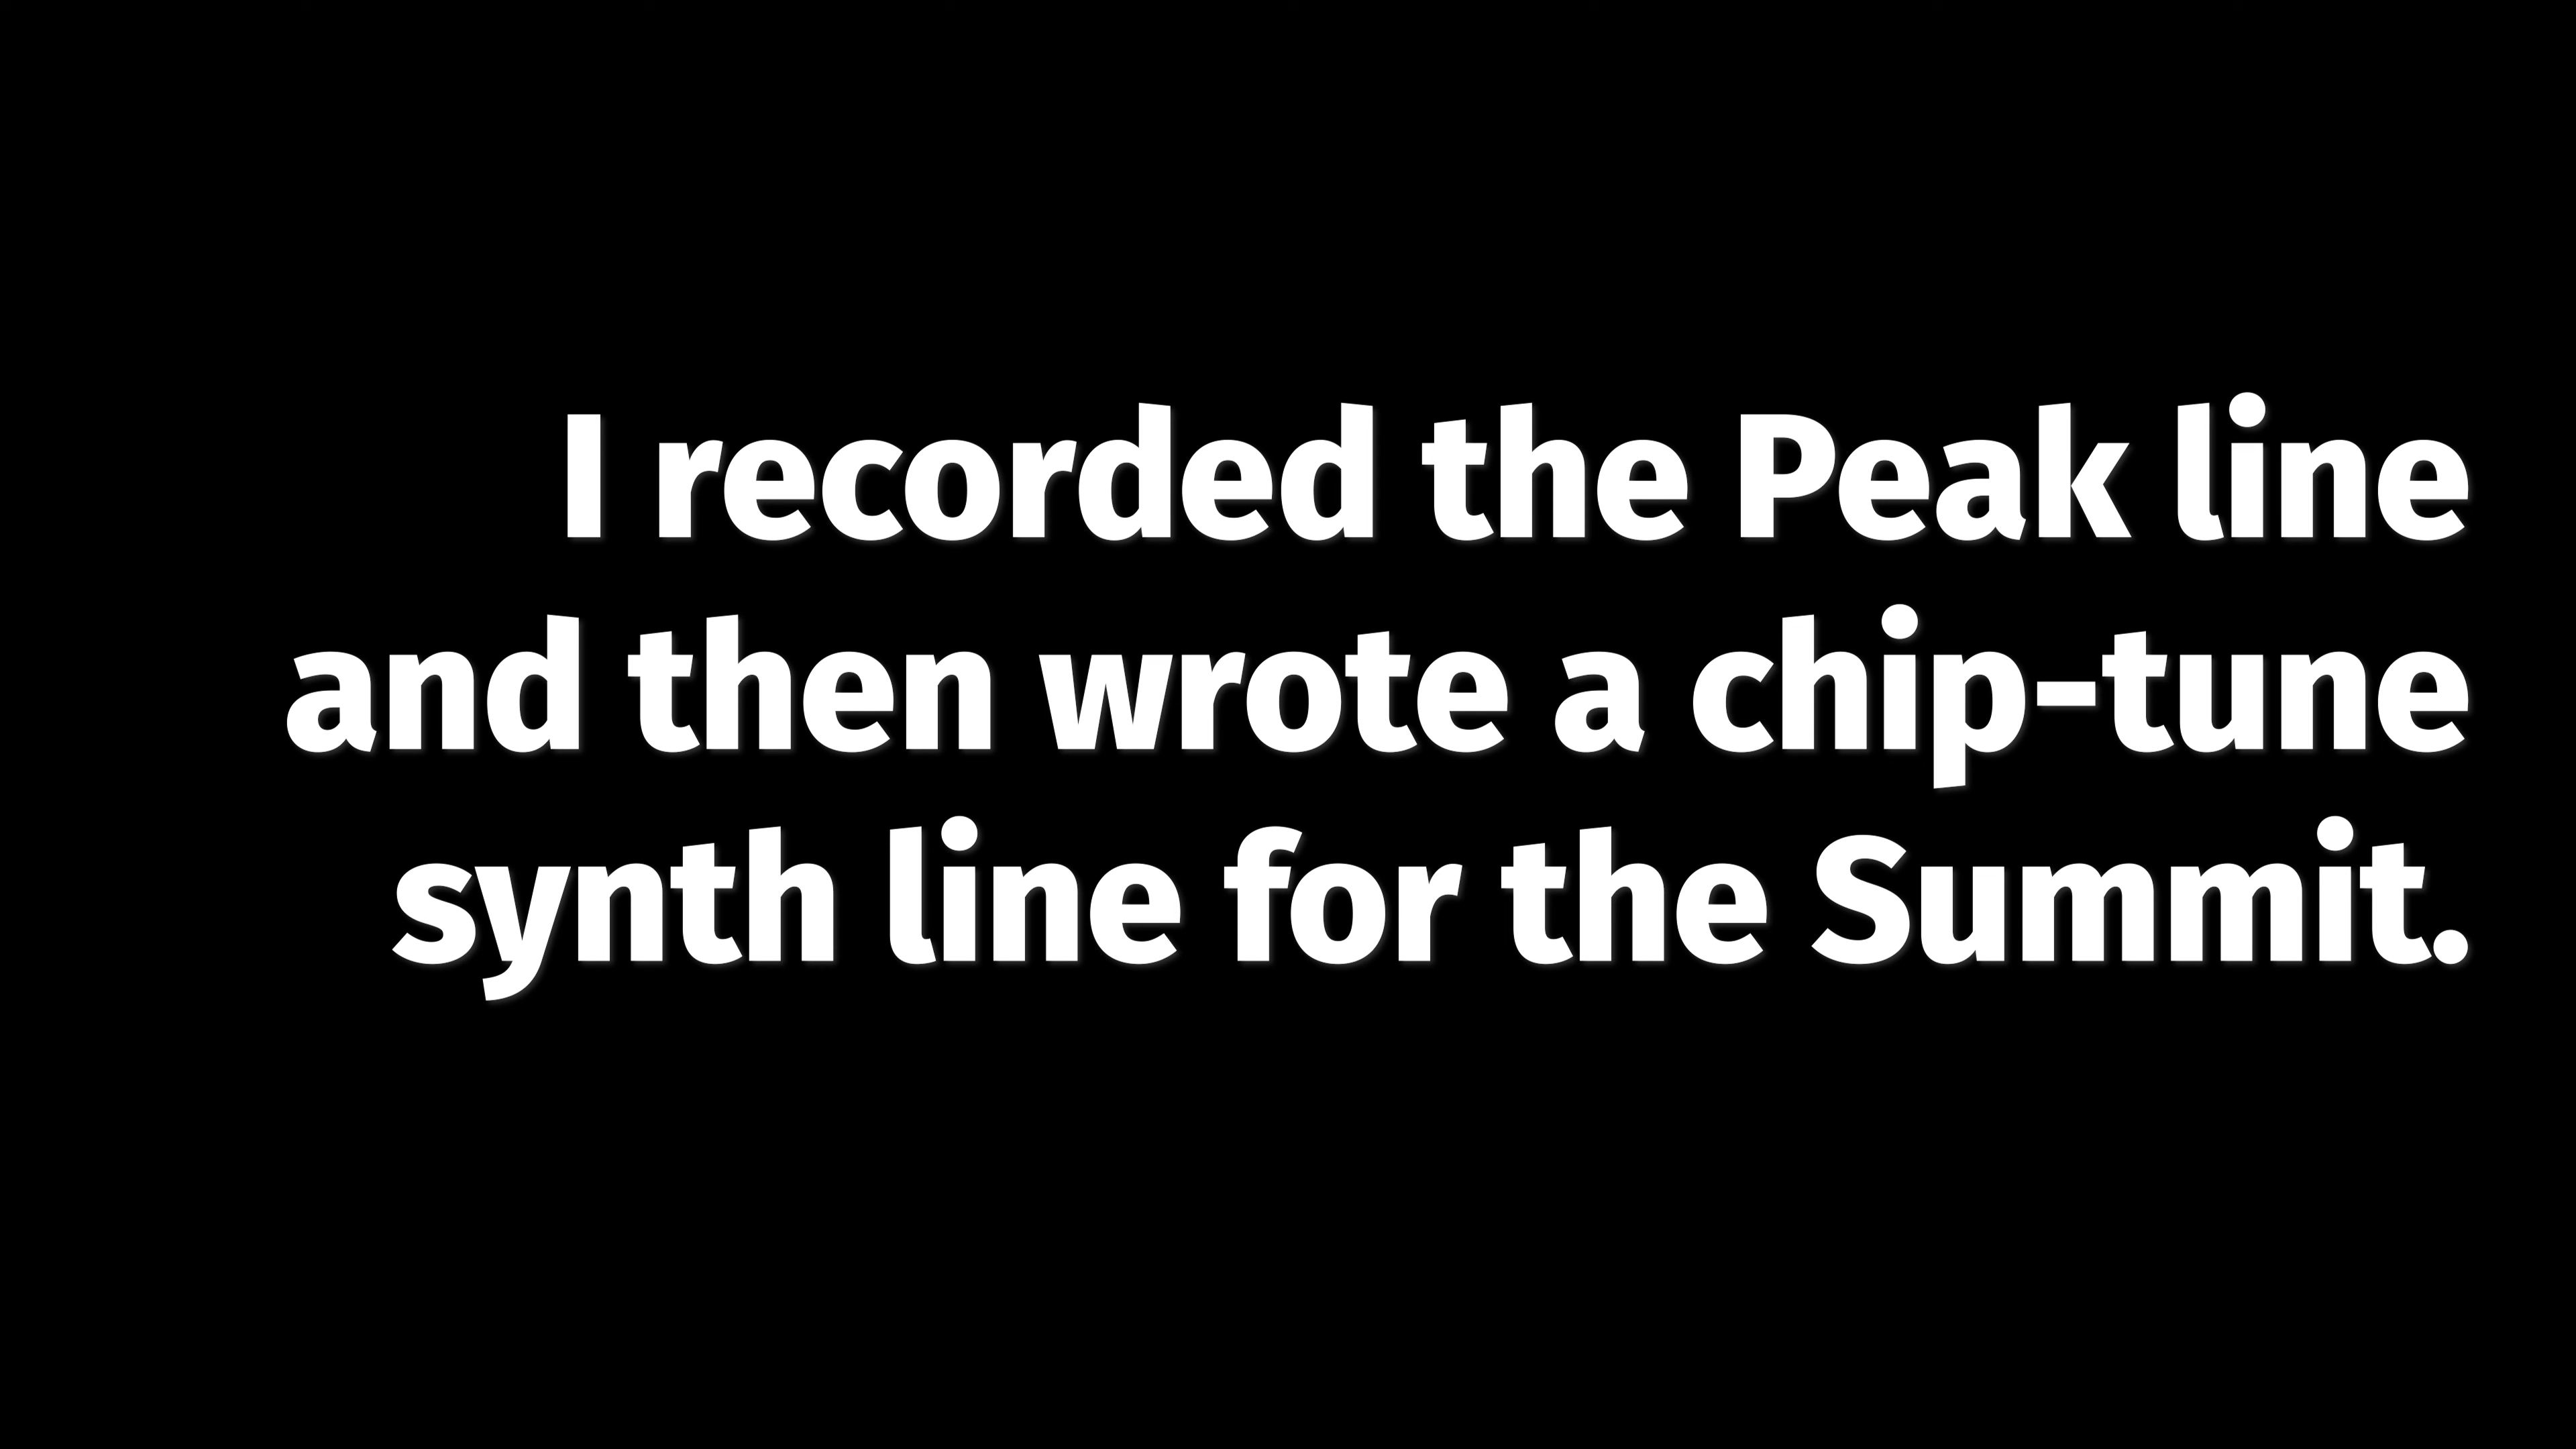 I recorded the Peak line
and then wrote a chip-tune
synth line for the Summit.